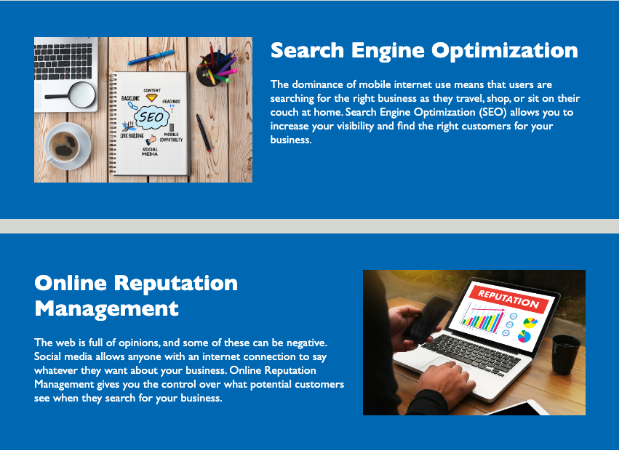 Search Engine Optimization
The dominance of mobile internet use means that users are
searching for the right business as they travel, shop, or sit on their
couch at home. Search Engine Optimization (SEO) allows you to
increase your visibility and find the right customers for your
business.
CONTENT
BACKLINK
KEYWORDS
SEO
LINK BUILDING
MOBILE
COMPATIBILITY
SOCIAL
MEDIA
Online Reputation
Management
The web is full of opinions, and some of these can be negative.
Social media allows anyone with an internet connection to say
whatever they want about your business. Online Reputation
Management gives you the control over what potential customers
see when they search for your business.
REPUTATION